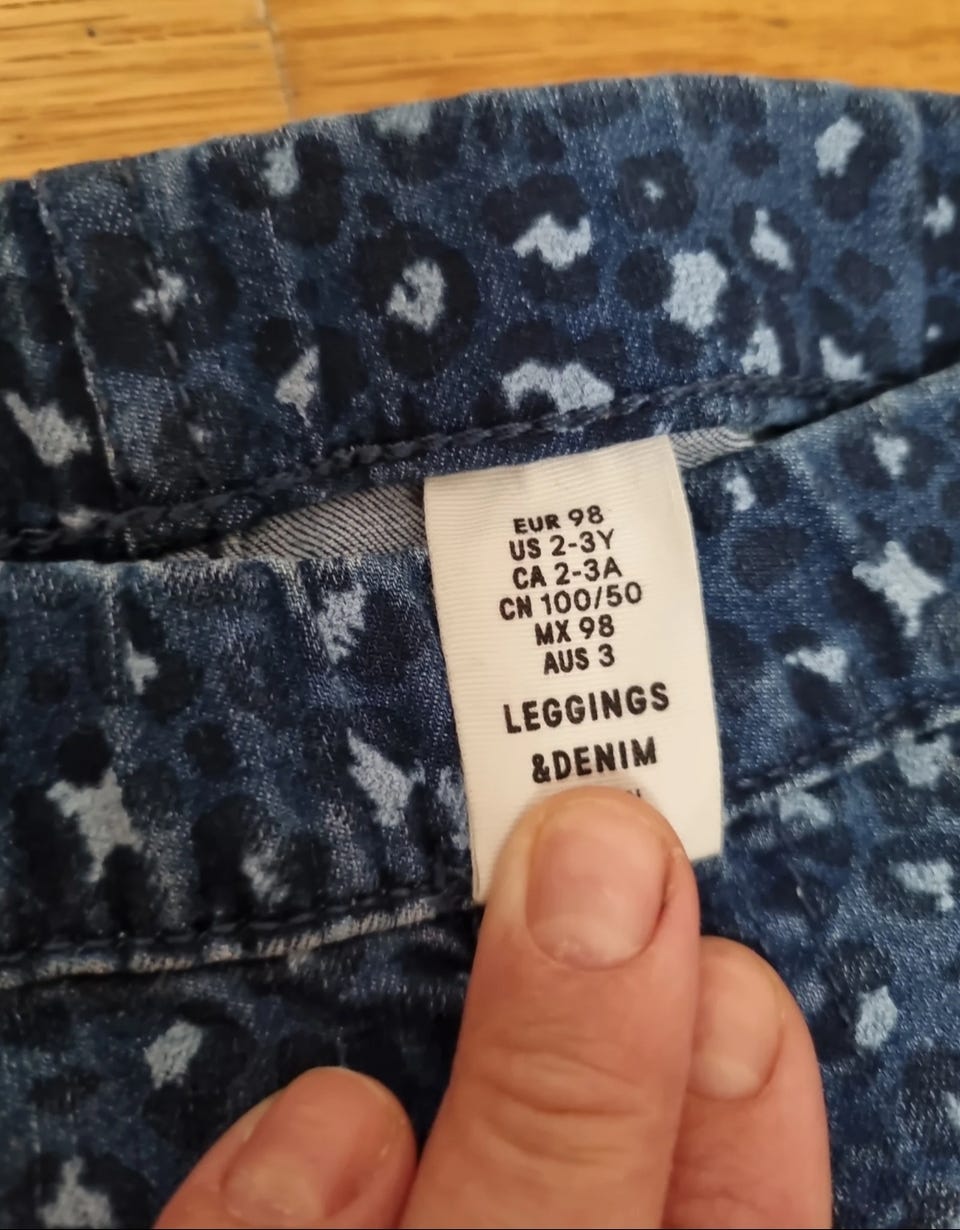 EUR 98
US 2-3Y
CA 2-3A
CN 100/50
MX 98
AUS 3
LEGGINGS
&DENIM